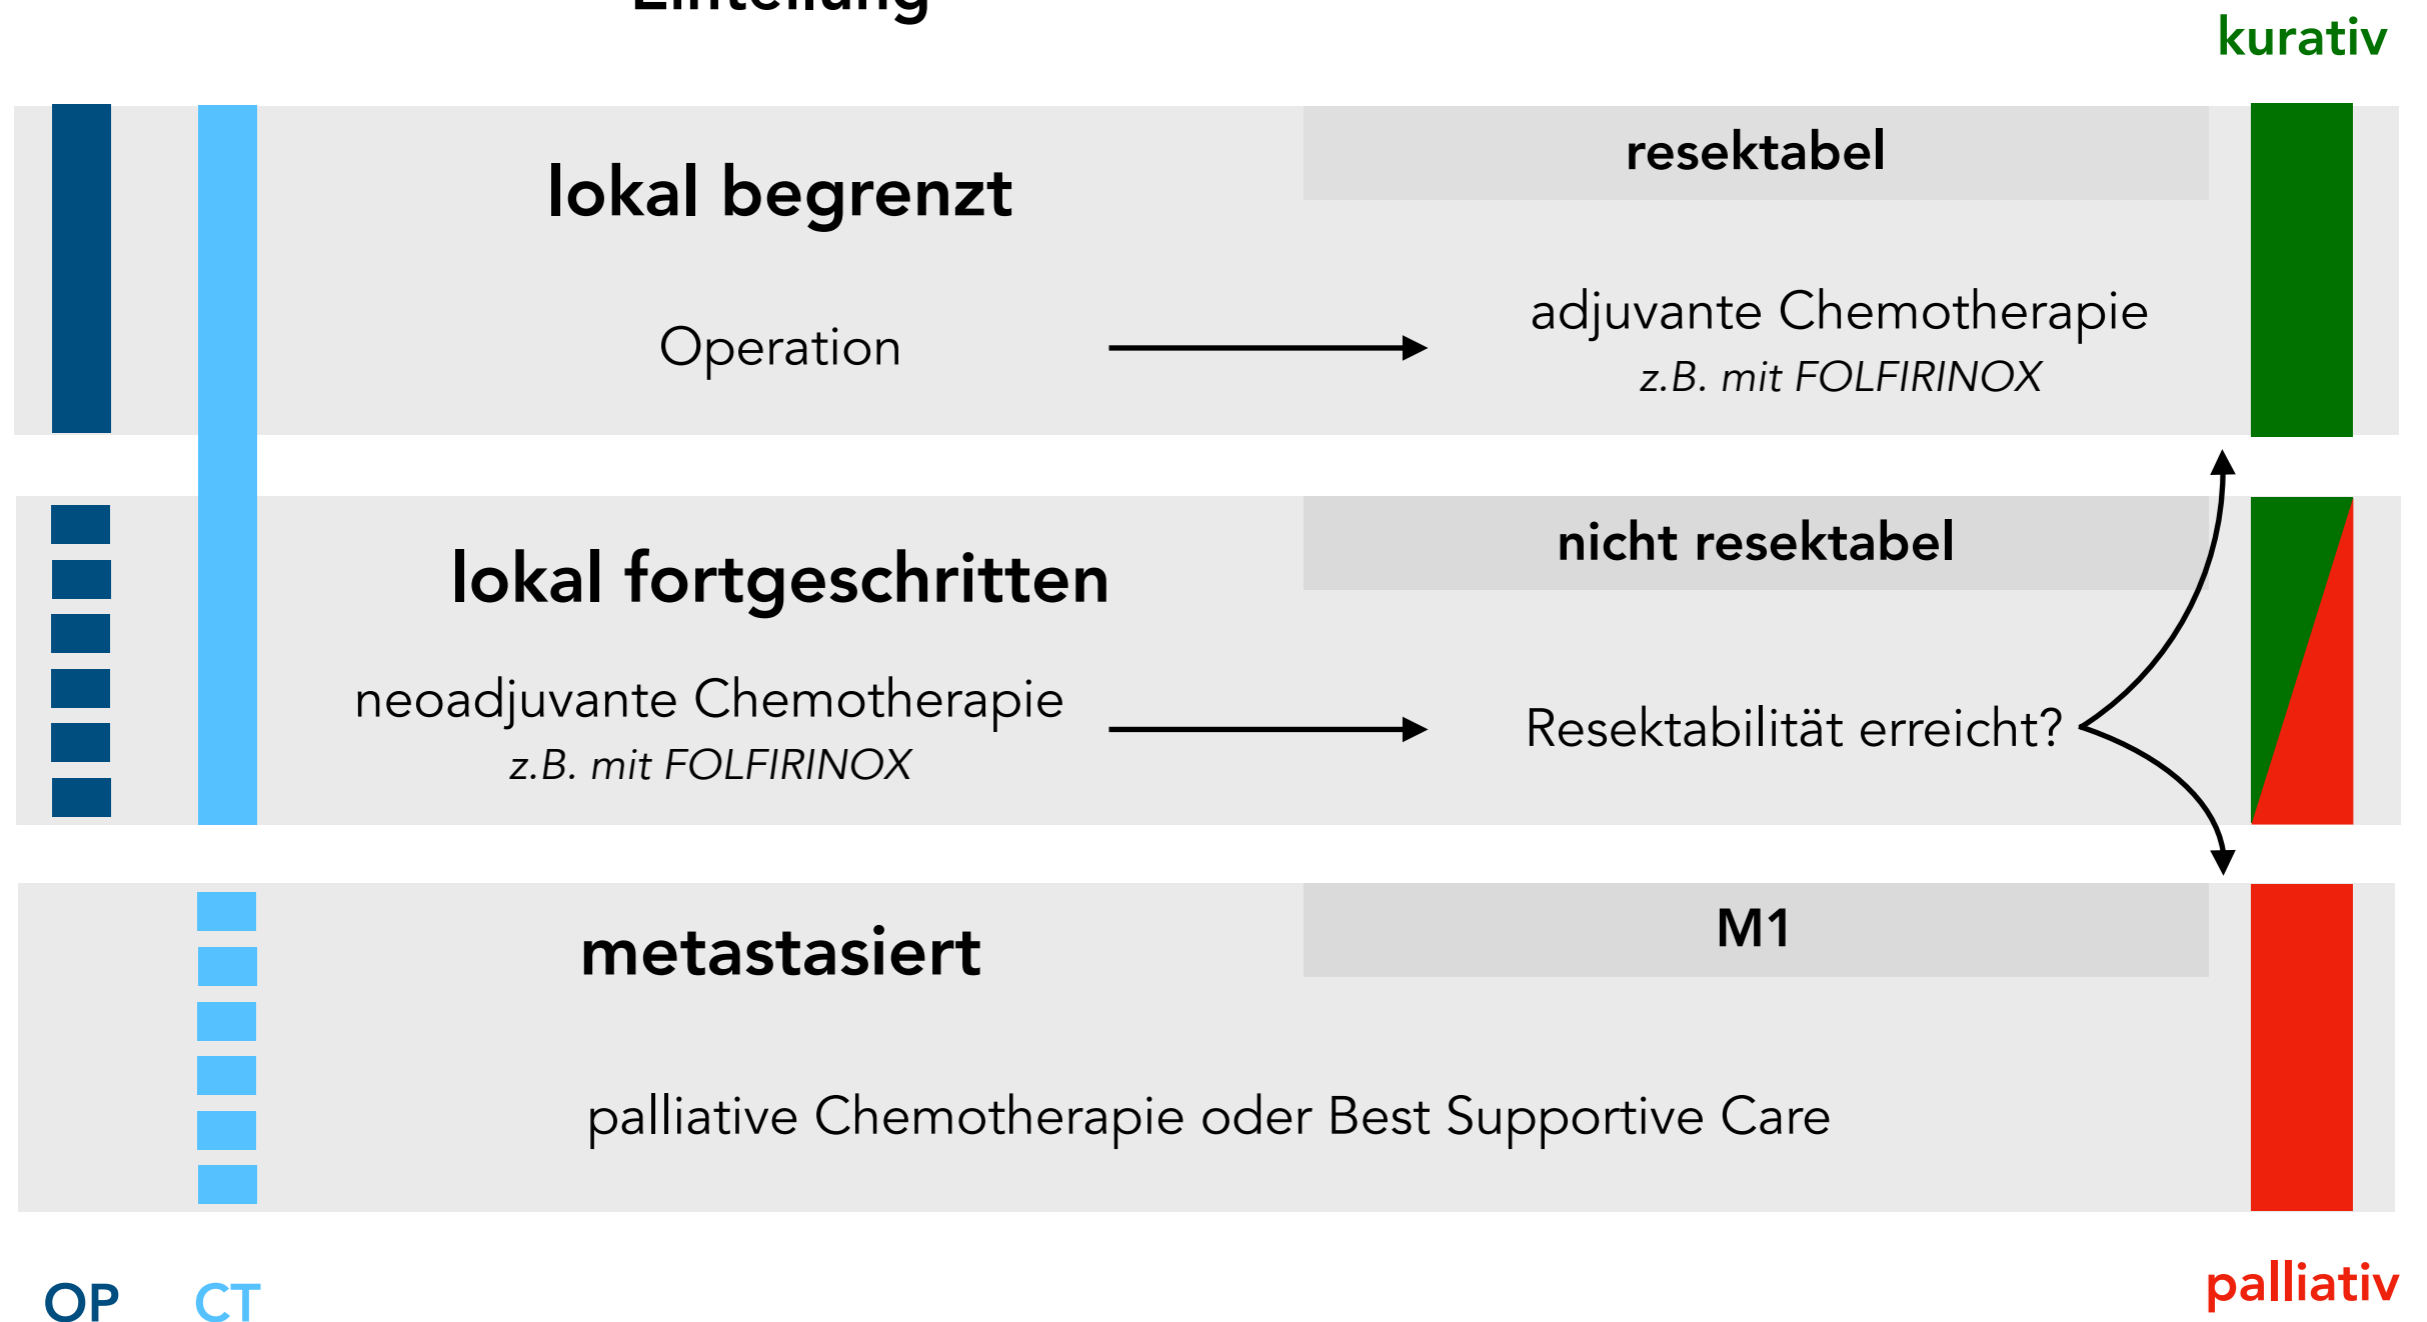 Einteilung
kurativ
lokal begrenzt
resektabel
Operation
adjuvante Chemotherapie
z.B. mit FOLFIRINOX
lokal fortgeschritten
nicht resektabel
neoadjuvante Chemotherapie
z.B. mit FOLFIRINOX
Resektabilität erreicht?
metastasiert
M1
palliative Chemotherapie oder Best Supportive Care
OP
CT
palliativ